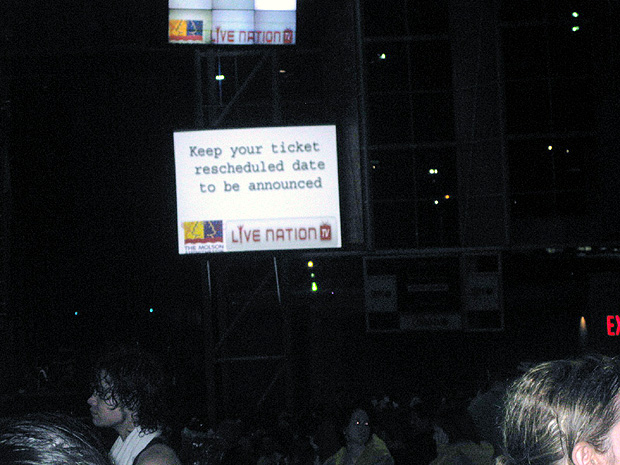 LIVE NATION TV
Keep your ticket
rescheduled date
to be announced
THE MOLSON
LIVE NATION TV
EX